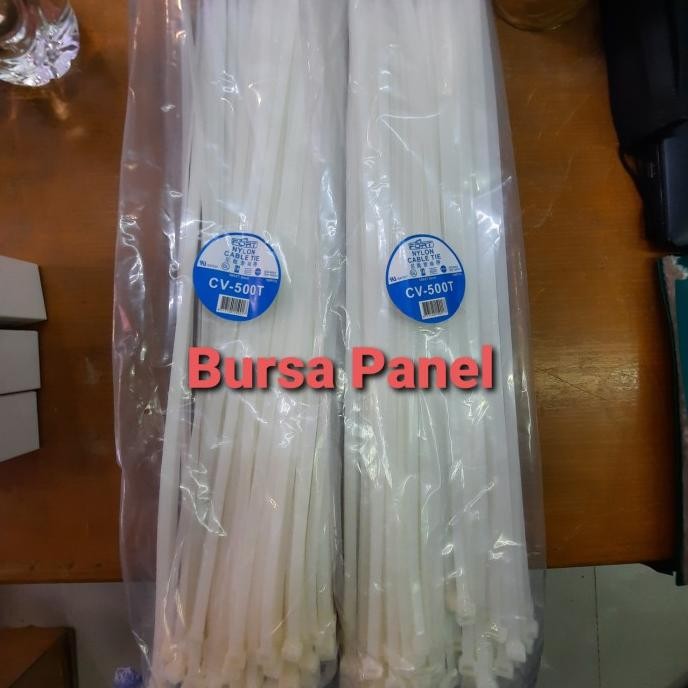 FORT
NYLON
CABLE TIE
CV-500T
FORT
NYLON
CABLE TIE
CV-500T
Bursa Panel